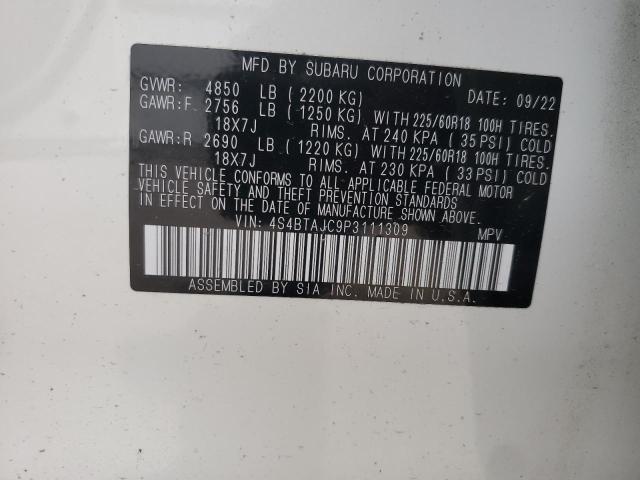 MFD BY SUBARU CORPORATION
GVWR: 4850 LB ( 2200 KG) DATE: 09/22
GAWR:F 2756 LB ( 1250 KG) WITH 225/60R18 100H TIRES.
18X7J RIMS. AT 240 KPA ( 35 PSI) COLD
GAWR:R 2690 LB ( 1220 KG) WITH 225/60R18 100H TIRES.
18X7J RIMS. AT 230 KPA ( 33 PSI) COLD
THIS VEHICLE CONFORMS TO ALL APPLICABLE FEDERAL MOTOR
VEHICLE SAFETY AND THEFT PREVENTION STANDARDS
IN EFFECT ON THE DATE OF MANUFACTURE SHOWN ABOVE.
VIN: 4S4BTAJC9P3111309 MPV
ASSEMBLED BY SIA INC. MADE IN U.S.A.